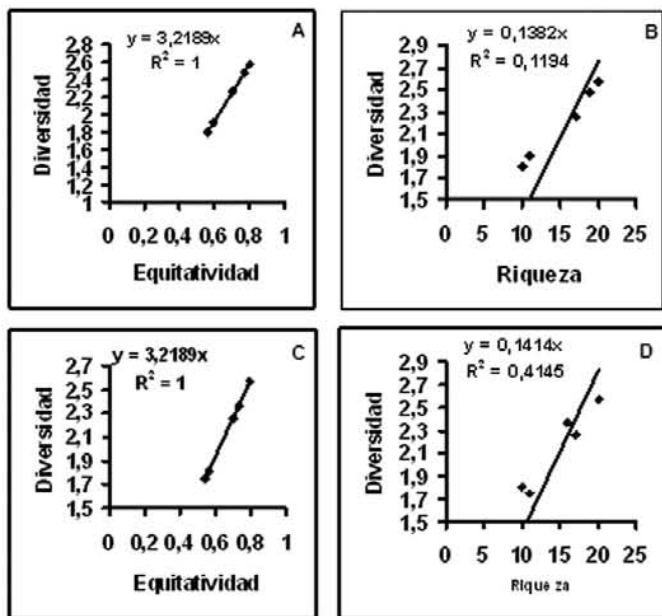 A
y = 3,2189x
R² = 1
Diversidad
2,8
2,6
2,4
2,2
2
1,8
1,6
1,4
1,2
1
0 0,2 0,4 0,6 0,8 1
Equitatividad
B
y = 0,1382x
R² = 0,1194
Diversidad
2,9
2,7
2,5
2,3
2,1
1,9
1,7
1,5
0 5 10 15 20 25
Riqueza
C
y = 3,2189x
R² = 1
Diversidad
2,7
2,5
2,3
2,1
1,9
1,7
1,5
0 0,2 0,4 0,6 0,8 1
Equitatividad
D
y = 0,1414x
R² = 0,4145
Diversidad
2,9
2,7
2,5
2,3
2,1
1,9
1,7
1,5
0 5 10 15 20 25
Riqueza